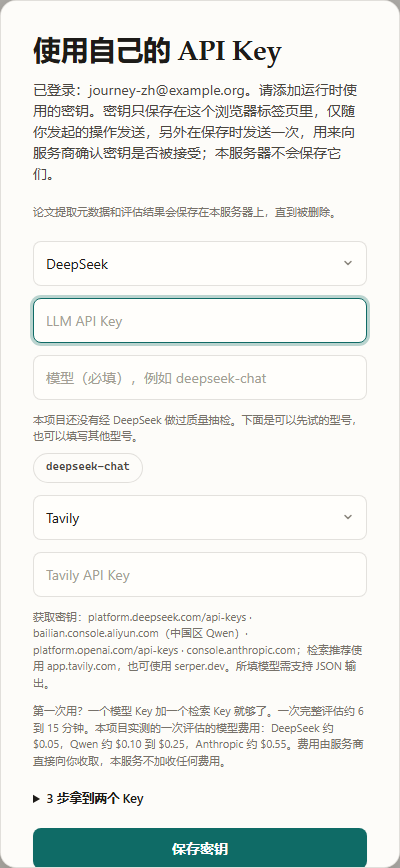 使用自己的 API Key
已登录：journey-zh@example.org。请添加运行时使
用的密钥。密钥只保存在这个浏览器标签页里，仅随
你发起的操作发送，另外在保存时发送一次，用来向
服务商确认密钥是否被接受；本服务器不会保存它
们。
论文提取元数据和评估结果会保存在本服务器上，直到被删除。
DeepSeek
LLM API Key
模型（必填），例如 deepseek-chat
本项目还没有经 DeepSeek 做过质量抽检。下面是可以先试的型号，
也可以填写其他型号。
deepseek-chat
Tavily
Tavily API Key
获取密钥：platform.deepseek.com/api-keys ·
bailian.console.aliyun.com（中国区 Qwen） ·
platform.openai.com/api-keys · console.anthropic.com；检索推荐使
用 app.tavily.com，也可使用 serper.dev。所填模型需支持 JSON 输
出。
第一次用？一个模型 Key 加一个检索 Key 就够了。一次完整评估约 6
到 15 分钟。本项目实测的一次评估的模型费用：DeepSeek 约
$0.05，Qwen 约 $0.10 到 $0.25，Anthropic 约 $0.55。费用由服务商
直接向你收取，本服务不加收任何费用。
3 步拿到两个 Key
保存密钥